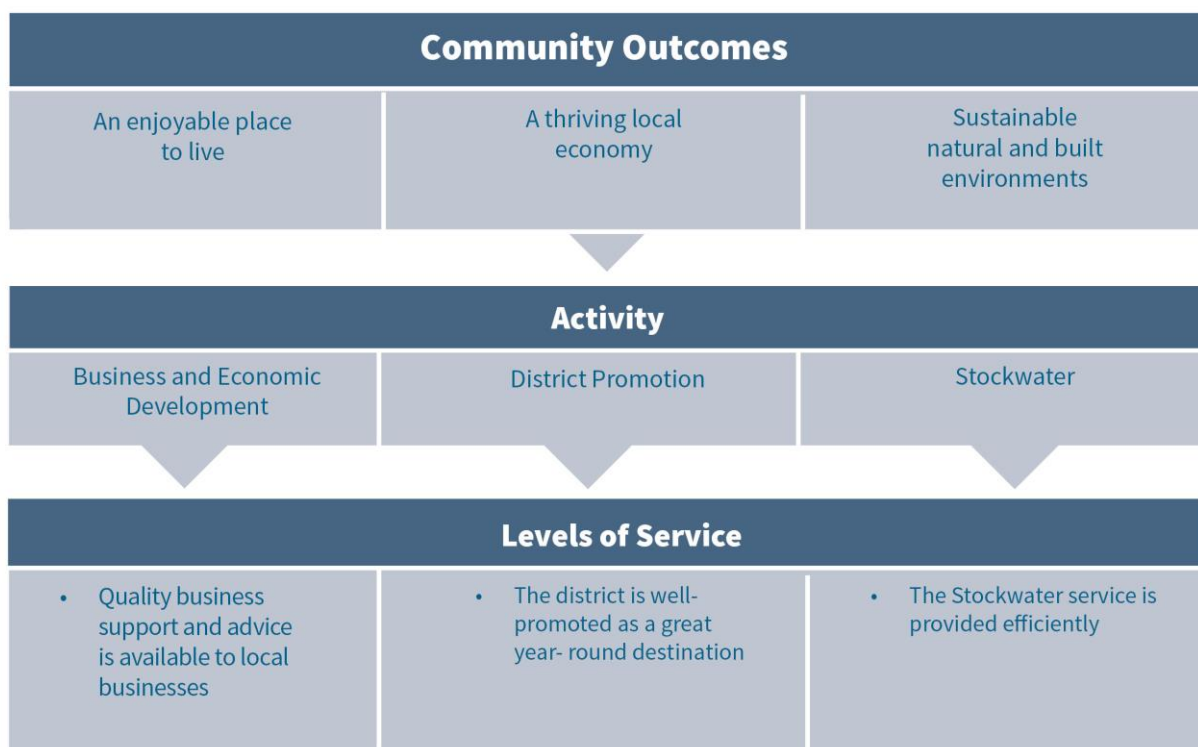 Community Outcomes
An enjoyable place
to live
A thriving local
economy
Sustainable
natural and built
environments
Activity
Business and Economic
Development
District Promotion
Stockwater
Levels of Service
• Quality business
support and advice
is available to local
businesses
• The district is well-
promoted as a great
year- round destination
• The Stockwater service is
provided efficiently